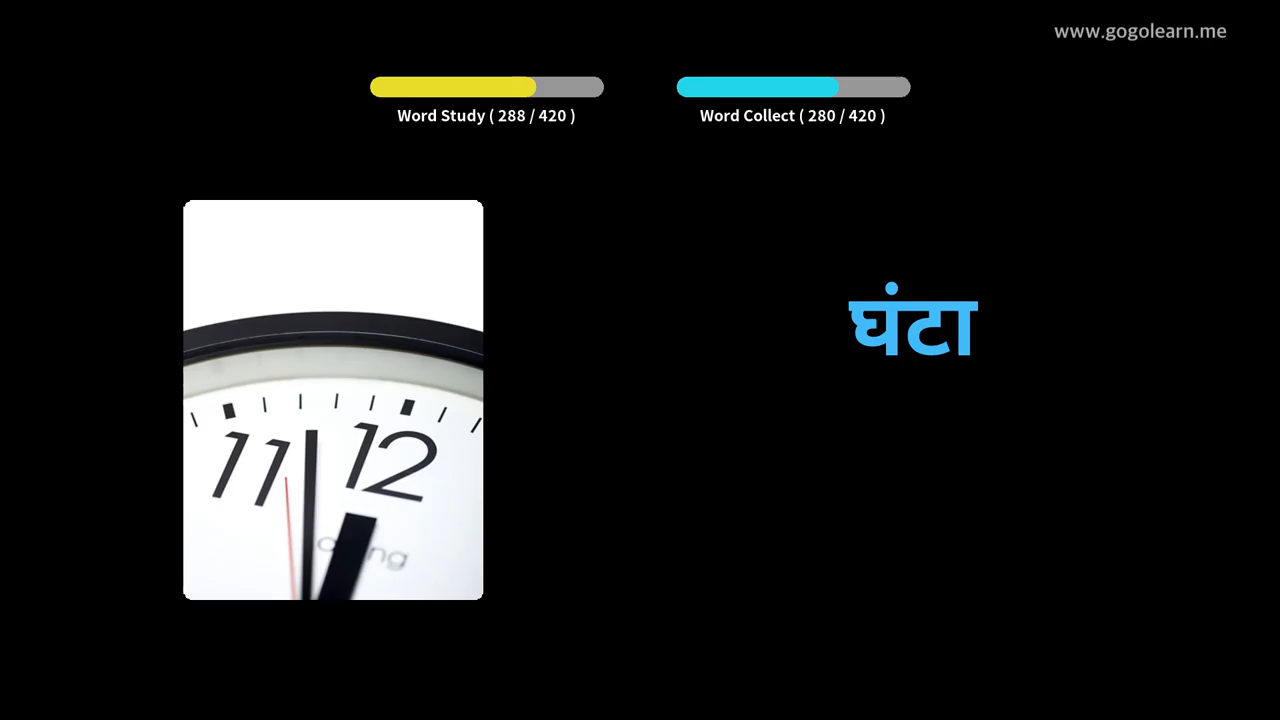 www.gogolearn.me
Word Study ( 288 / 420 )
Word Collect ( 280 / 420 )
घंटा
11 12